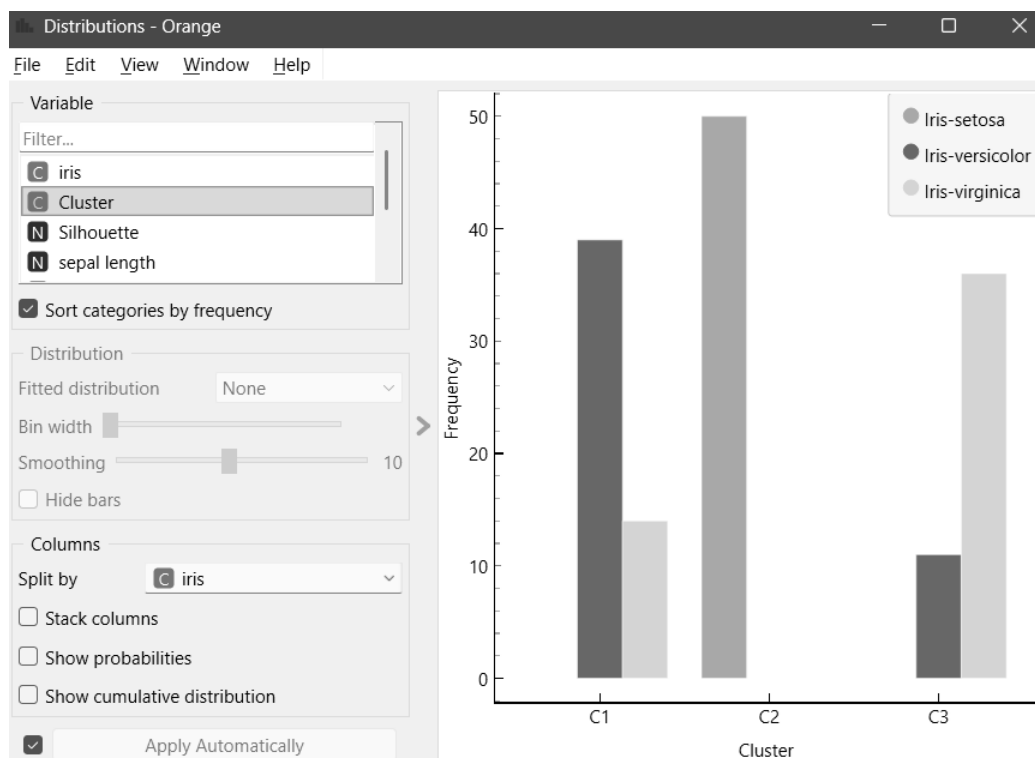 Distributions - Orange
File Edit View Window Help
Variable
Filter...
C iris
C Cluster
N Silhouette
N sepal length
Sort categories by frequency
Distribution
Fitted distribution None
Bin width
Smoothing 10
Hide bars
Columns
Split by C iris
Stack columns
Show probabilities
Show cumulative distribution
Apply Automatically
Iris-setosa
Iris-versicolor
Iris-virginica
Frequency
50
40
30
20
10
0
C1 C2 C3
Cluster